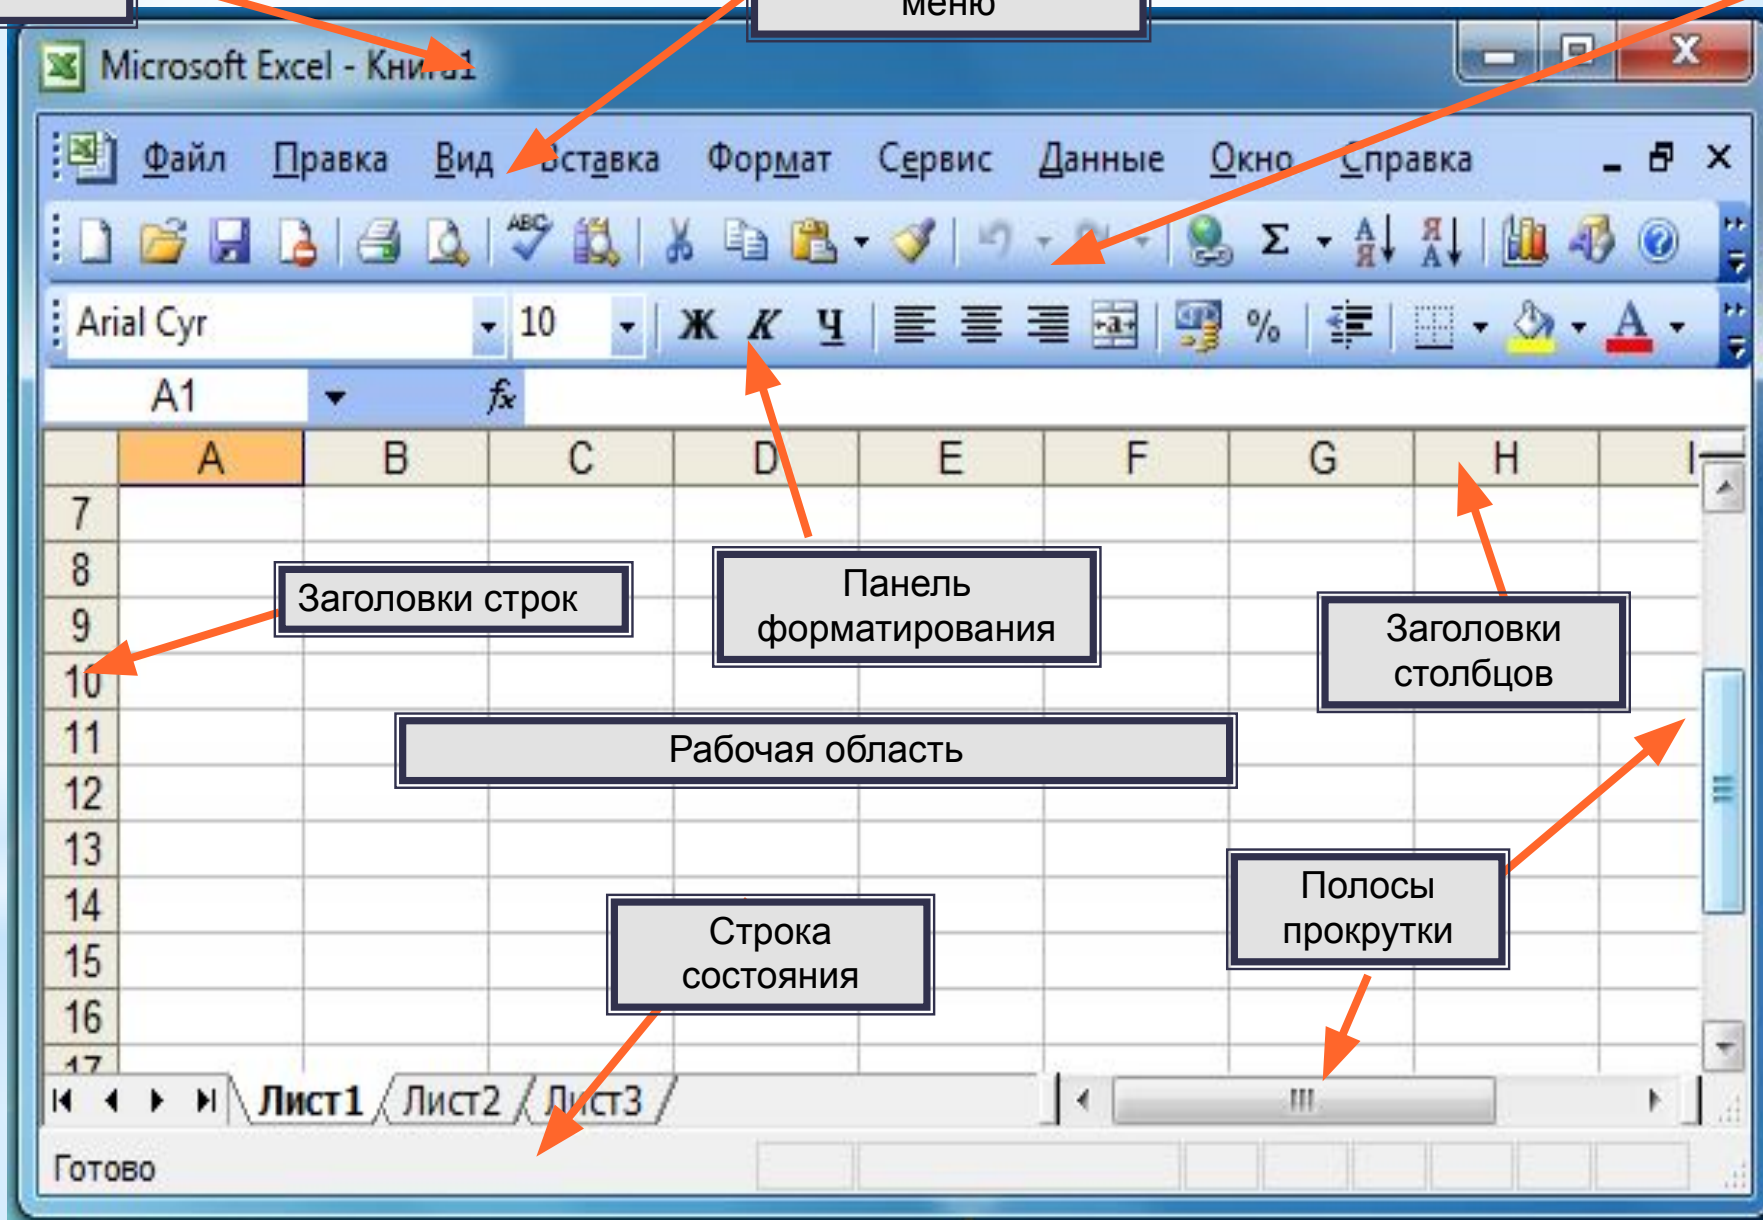 меню
Microsoft Excel - Книга1
Файл Правка Вид Вставка Формат Сервис Данные Окно Справка
ABC Σ А Я Я А
Arial Cyr 10 Ж К Ч a %
A1 fx
A B C D E F G H I
7
8
Заголовки строк
Панель
форматирования
9
Заголовки
столбцов
10
11
Рабочая область
12
13
14
Полосы
прокрутки
Строка
состояния
15
16
17
Лист1 Лист2 Лист3
Готово